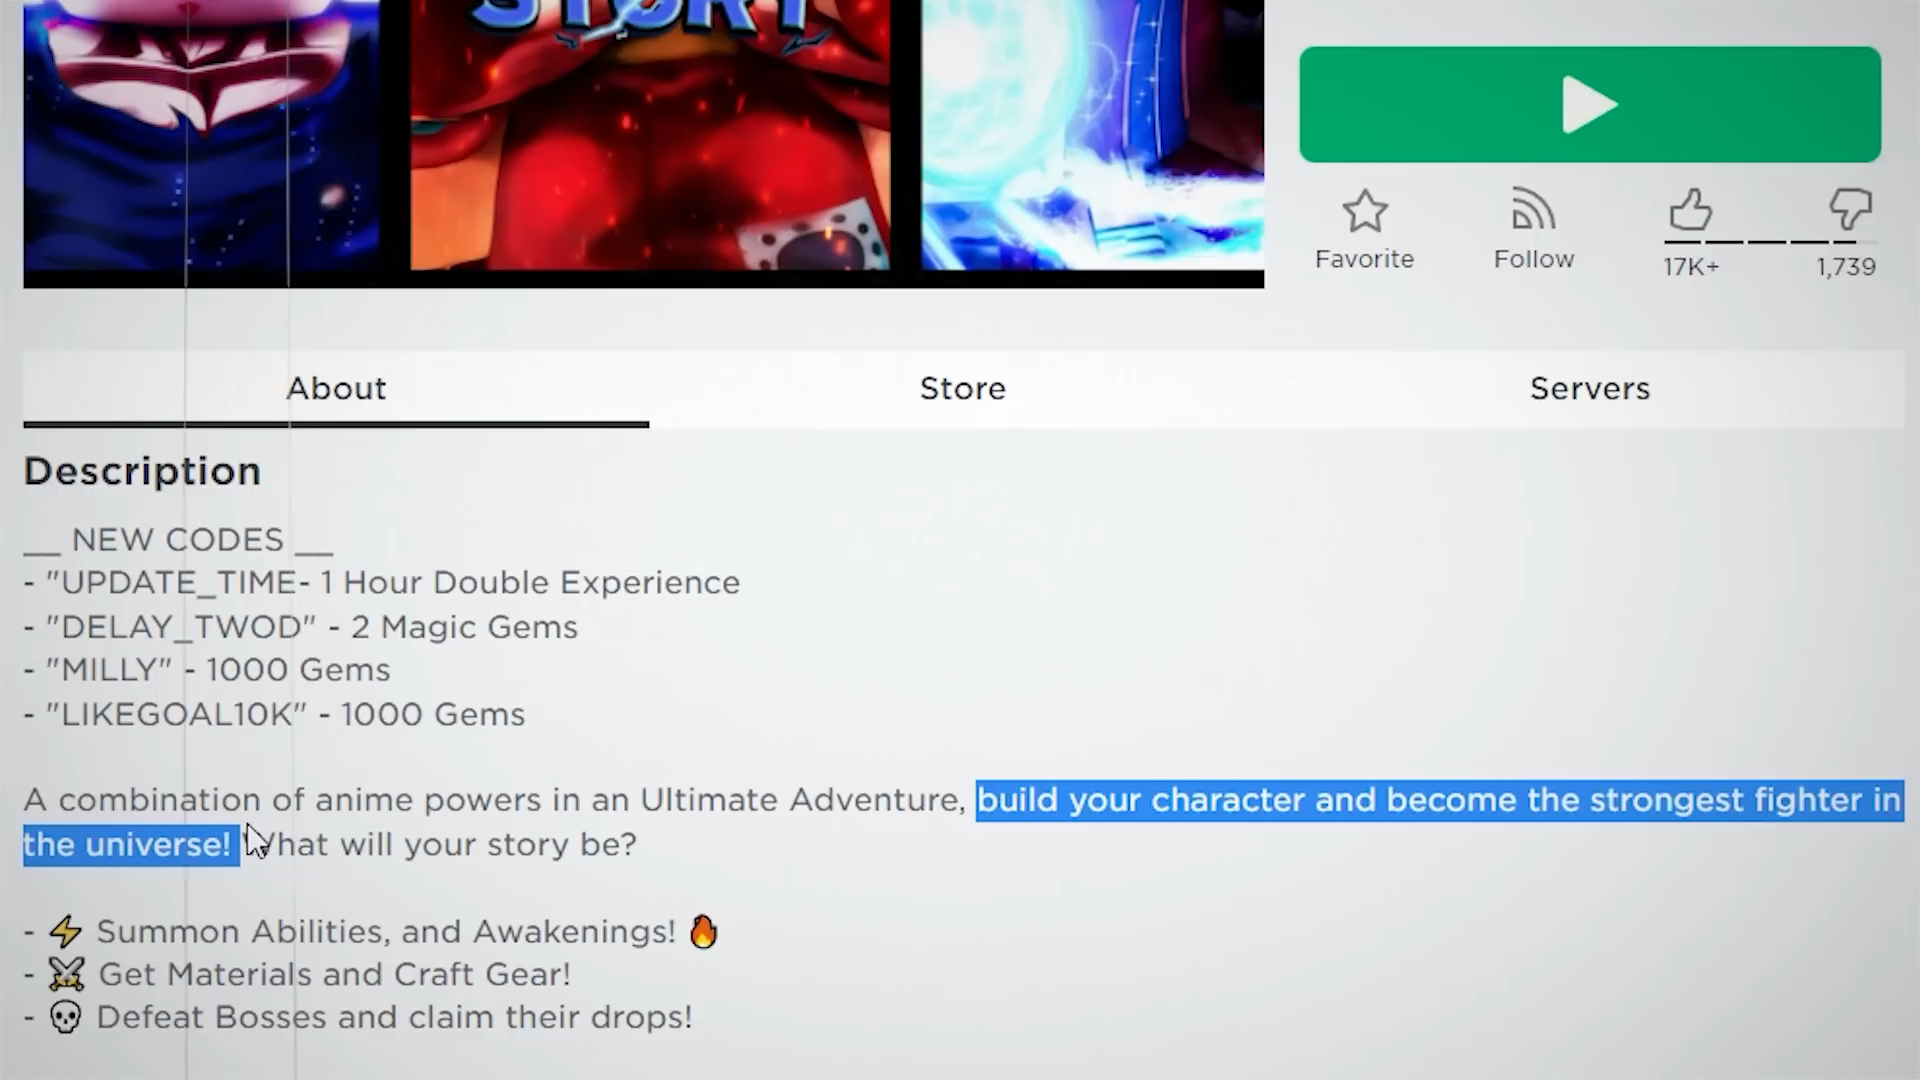 STORY
Favorite
Follow
17K+
1,739
About
Store
Servers
Description
__ NEW CODES __
- "UPDATE_TIME- 1 Hour Double Experience
- "DELAY_TWOD" - 2 Magic Gems
- "MILLY" - 1000 Gems
- "LIKEGOAL10K" - 1000 Gems
A combination of anime powers in an Ultimate Adventure, build your character and become the strongest fighter in
the universe! What will your story be?
- ⚡ Summon Abilities, and Awakenings! 🔥
- ⚔ Get Materials and Craft Gear!
- 💀 Defeat Bosses and claim their drops!